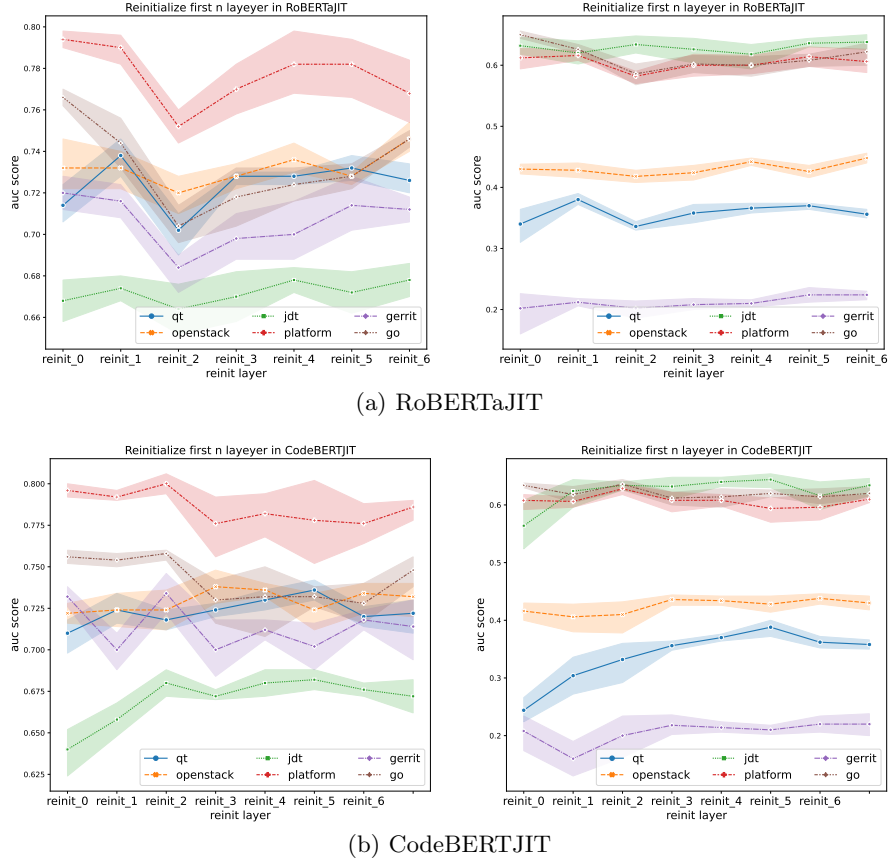 Reinitialize first n layeyer in RoBERTaJIT
0.80
0.78
0.76
0.74
0.72
0.70
0.68
0.66
auc score
qt
openstack
jdt
platform
gerrit
go
reinit_0 reinit_1 reinit_2 reinit_3 reinit_4 reinit_5 reinit_6
reinit layer
Reinitialize first n layeyer in RoBERTaJIT
0.6
0.5
0.4
0.3
0.2
auc score
qt
openstack
jdt
platform
gerrit
go
reinit_0 reinit_1 reinit_2 reinit_3 reinit_4 reinit_5 reinit_6
reinit layer
(a) RoBERTaJIT
Reinitialize first n layeyer in CodeBERTJIT
0.800
0.775
0.750
0.725
0.700
0.675
0.650
0.625
auc score
qt
openstack
jdt
platform
gerrit
go
reinit_0 reinit_1 reinit_2 reinit_3 reinit_4 reinit_5 reinit_6
reinit layer
Reinitialize first n layeyer in CodeBERTJIT
0.6
0.5
0.4
0.3
0.2
auc score
qt
openstack
jdt
platform
gerrit
go
reinit_0 reinit_1 reinit_2 reinit_3 reinit_4 reinit_5 reinit_6
reinit layer
(b) CodeBERTJIT